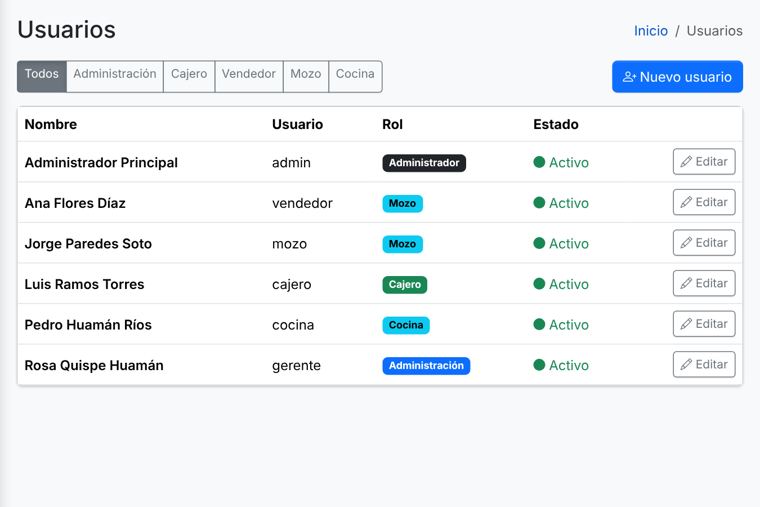 Usuarios
Inicio / Usuarios
Todos Administración Cajero Vendedor Mozo Cocina
Nuevo usuario
Nombre Usuario Rol Estado
Administrador Principal admin Administrador Activo Editar
Ana Flores Díaz vendedor Mozo Activo Editar
Jorge Paredes Soto mozo Mozo Activo Editar
Luis Ramos Torres cajero Cajero Activo Editar
Pedro Huamán Ríos cocina Cocina Activo Editar
Rosa Quispe Huamán gerente Administración Activo Editar